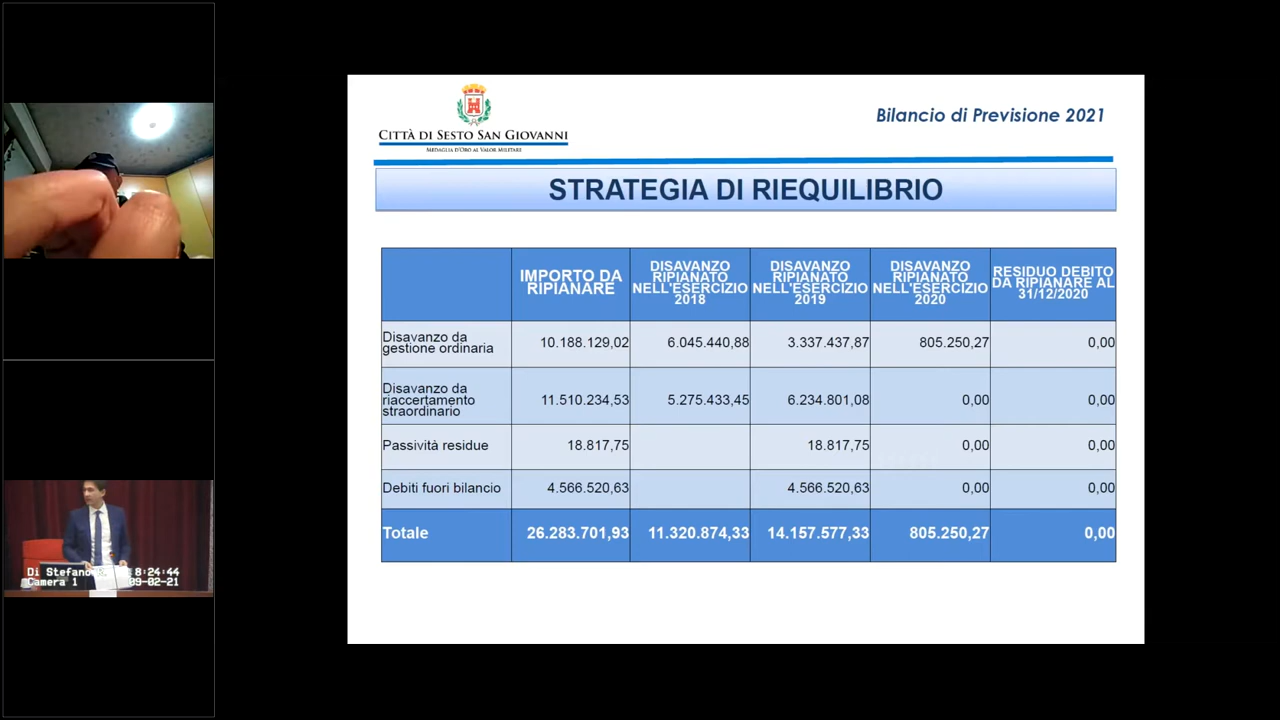 CITTÀ DI SESTO SAN GIOVANNI
MEDAGLIA D'ORO AL VALOR MILITARE
Bilancio di Previsione 2021
STRATEGIA DI RIEQUILIBRIO
IMPORTO DA
RIPIANARE
DISAVANZO
RIPIANATO
NELL'ESERCIZIO
2018
DISAVANZO
RIPIANATO
NELL'ESERCIZIO
2019
DISAVANZO
RIPIANATO
NELL'ESERCIZIO
2020
RESIDUO DEBITO
DA RIPIANARE AL
31/12/2020
Disavanzo da
gestione ordinaria
10.188.129,02 6.045.440,88 3.337.437,87 805.250,27 0,00
Disavanzo da
riaccertamento
straordinario
11.510.234,53 5.275.433,45 6.234.801,08 0,00 0,00
Passività residue 18.817,75 18.817,75 0,00 0,00
Debiti fuori bilancio 4.566.520,63 4.566.520,63 0,00 0,00
Totale 26.283.701,93 11.320.874,33 14.157.577,33 805.250,27 0,00
Di Stefano 8:24:44
Camera 1 09-02-21